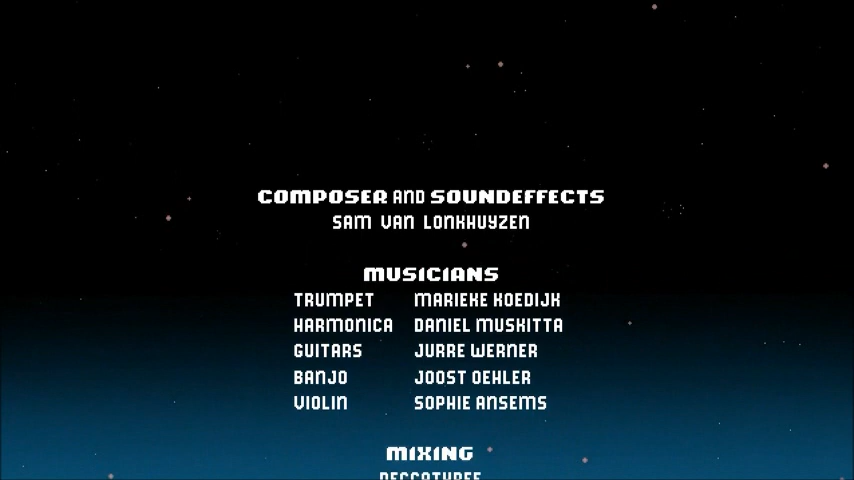 COMPOSER AND SOUNDEFFECTS
SAM VAN LONKHUYZEN
MUSICIANS
TRUMPET MARIEKE KOEDIJK
HARMONICA DANIEL MUSKITTA
GUITARS JURRE WERNER
BANJO JOOST OEHLER
VIOLIN SOPHIE ANSEMS
MIXING